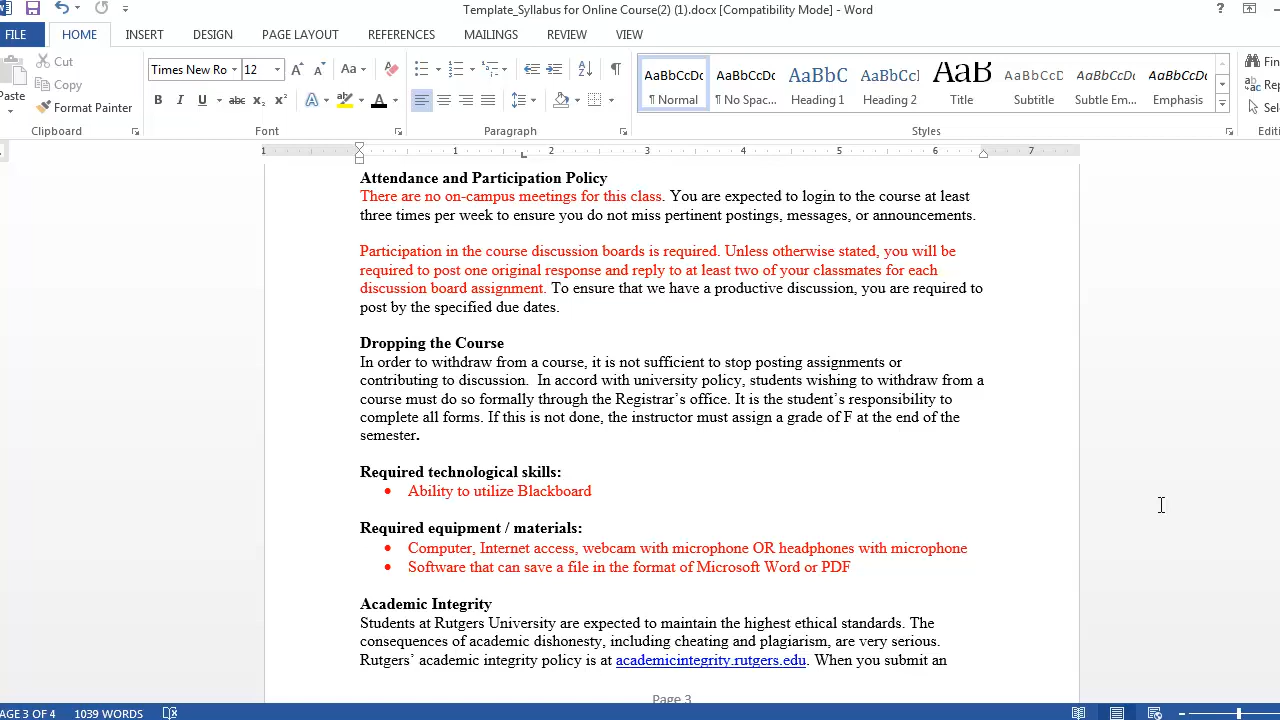 Template_Syllabus for Online Course(2) (1).docx [Compatibility Mode] - Word
FILE HOME INSERT DESIGN PAGE LAYOUT REFERENCES MAILINGS REVIEW VIEW
Cut
Copy
Paste
Format Painter
Clipboard
Times New Ro 12
Font
Paragraph
AaBbCcDc AaBbCcDc AaBbC AaBbCcI AaB AaBbCcD AaBbCcDc AaBbCcDc
¶ Normal ¶ No Spac... Heading 1 Heading 2 Title Subtitle Subtle Em... Emphasis
Styles
Fin
Rep
Sel
Editi
1 1 2 3 4 5 6 7
Attendance and Participation Policy
There are no on-campus meetings for this class. You are expected to login to the course at least
three times per week to ensure you do not miss pertinent postings, messages, or announcements.
Participation in the course discussion boards is required. Unless otherwise stated, you will be
required to post one original response and reply to at least two of your classmates for each
discussion board assignment. To ensure that we have a productive discussion, you are required to
post by the specified due dates.
Dropping the Course
In order to withdraw from a course, it is not sufficient to stop posting assignments or
contributing to discussion.  In accord with university policy, students wishing to withdraw from a
course must do so formally through the Registrar’s office. It is the student’s responsibility to
complete all forms. If this is not done, the instructor must assign a grade of F at the end of the
semester.
Required technological skills:
• Ability to utilize Blackboard
Required equipment / materials:
• Computer, Internet access, webcam with microphone OR headphones with microphone
• Software that can save a file in the format of Microsoft Word or PDF
Academic Integrity
Students at Rutgers University are expected to maintain the highest ethical standards. The
consequences of academic dishonesty, including cheating and plagiarism, are very serious.
Rutgers’ academic integrity policy is at academicintegrity.rutgers.edu. When you submit an
Page 3
PAGE 3 OF 4 1039 WORDS